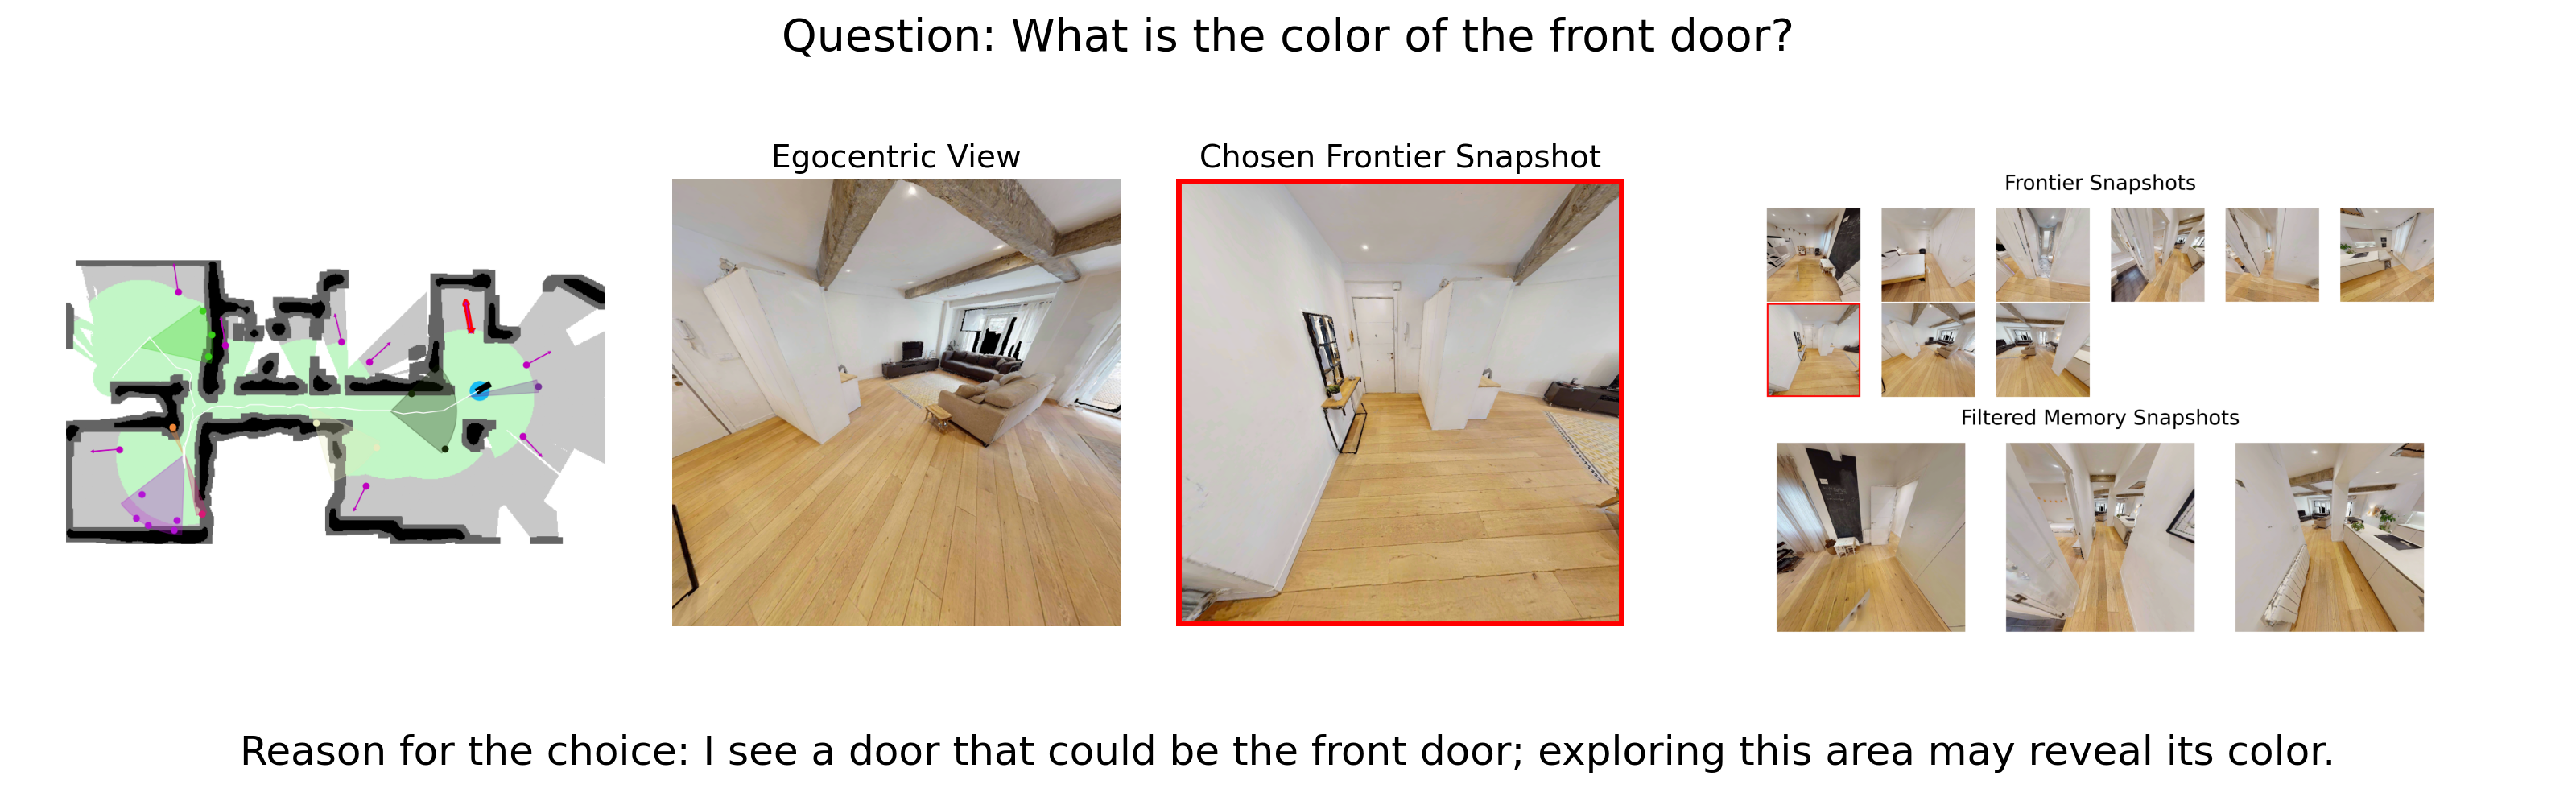 Question: What is the color of the front door?
Egocentric View
Chosen Frontier Snapshot
Frontier Snapshots
Filtered Memory Snapshots
Reason for the choice: I see a door that could be the front door; exploring this area may reveal its color.